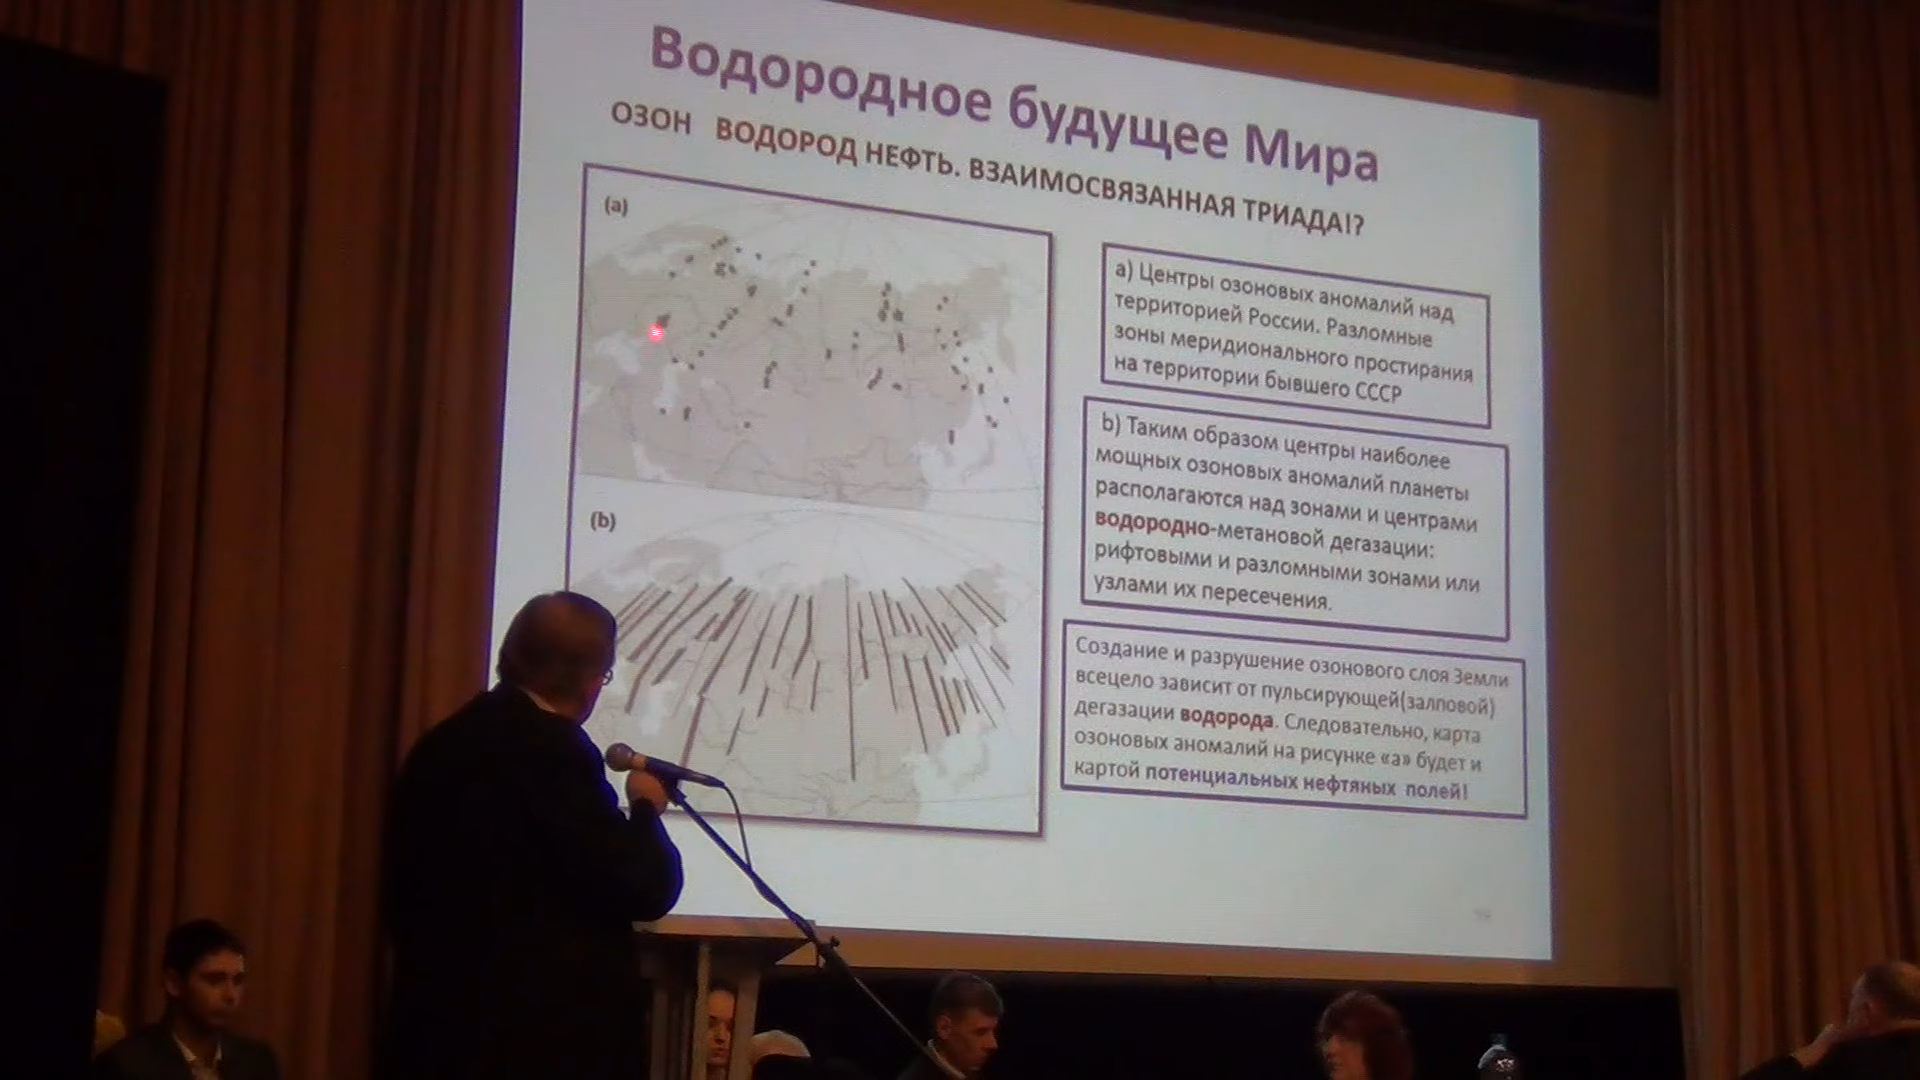 Водородное будущее Мира
ОЗОН ВОДОРОД НЕФТЬ. ВЗАИМОСВЯЗАННАЯ ТРИАДА!?
(a)
(b)
a) Центры озоновых аномалий над
территорией России. Разломные
зоны меридионального простирания
на территории бывшего СССР
b) Таким образом центры наиболее
мощных озоновых аномалий планеты
располагаются над зонами и центрами
водородно-метановой дегазации:
рифтовыми и разломными зонами или
узлами их пересечения.
Создание и разрушение озонового слоя Земли
всецело зависит от пульсирующей(залповой)
дегазации водорода. Следовательно, карта
озоновых аномалий на рисунке «а» будет и
картой потенциальных нефтяных полей!